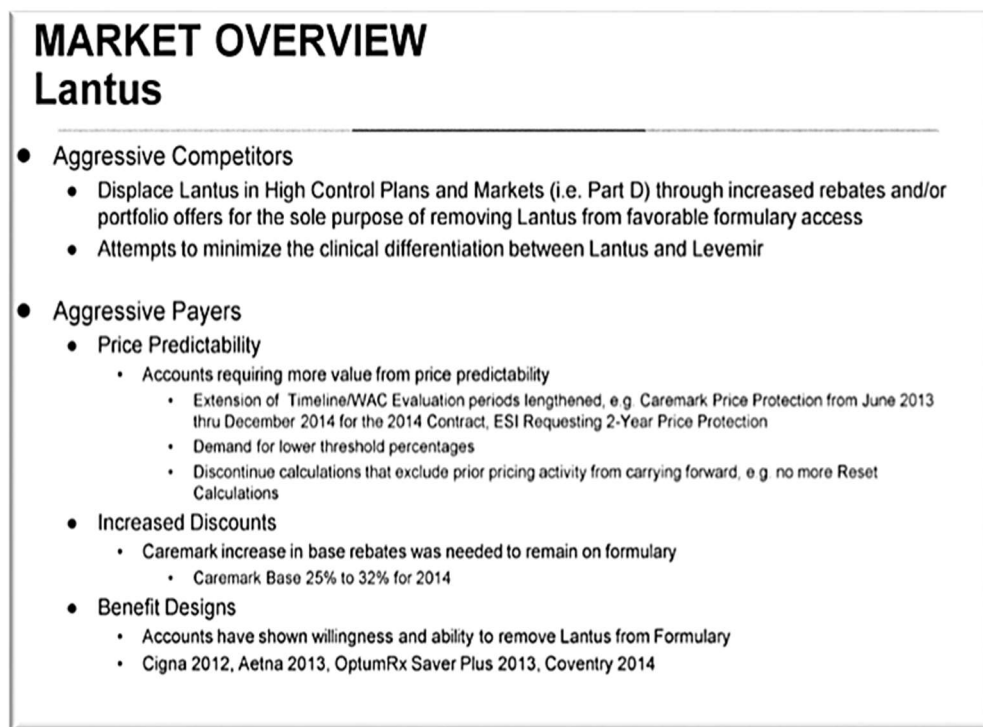 MARKET OVERVIEW
Lantus
● Aggressive Competitors
● Displace Lantus in High Control Plans and Markets (i.e. Part D) through increased rebates and/or
portfolio offers for the sole purpose of removing Lantus from favorable formulary access
● Attempts to minimize the clinical differentiation between Lantus and Levemir
● Aggressive Payers
● Price Predictability
• Accounts requiring more value from price predictability
• Extension of Timeline/WAC Evaluation periods lengthened, e.g. Caremark Price Protection from June 2013
thru December 2014 for the 2014 Contract, ESI Requesting 2-Year Price Protection
• Demand for lower threshold percentages
• Discontinue calculations that exclude prior pricing activity from carrying forward, e g. no more Reset
Calculations
● Increased Discounts
• Caremark increase in base rebates was needed to remain on formulary
• Caremark Base 25% to 32% for 2014
● Benefit Designs
• Accounts have shown willingness and ability to remove Lantus from Formulary
• Cigna 2012, Aetna 2013, OptumRx Saver Plus 2013, Coventry 2014